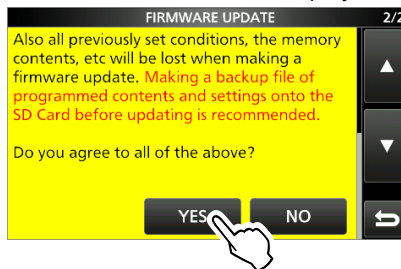 FIRMWARE UPDATE 2/2
Also all previously set conditions, the memory
contents, etc will be lost when making a
firmware update. Making a backup file of
programmed contents and settings onto the
SD Card before updating is recommended.
Do you agree to all of the above?
YES NO